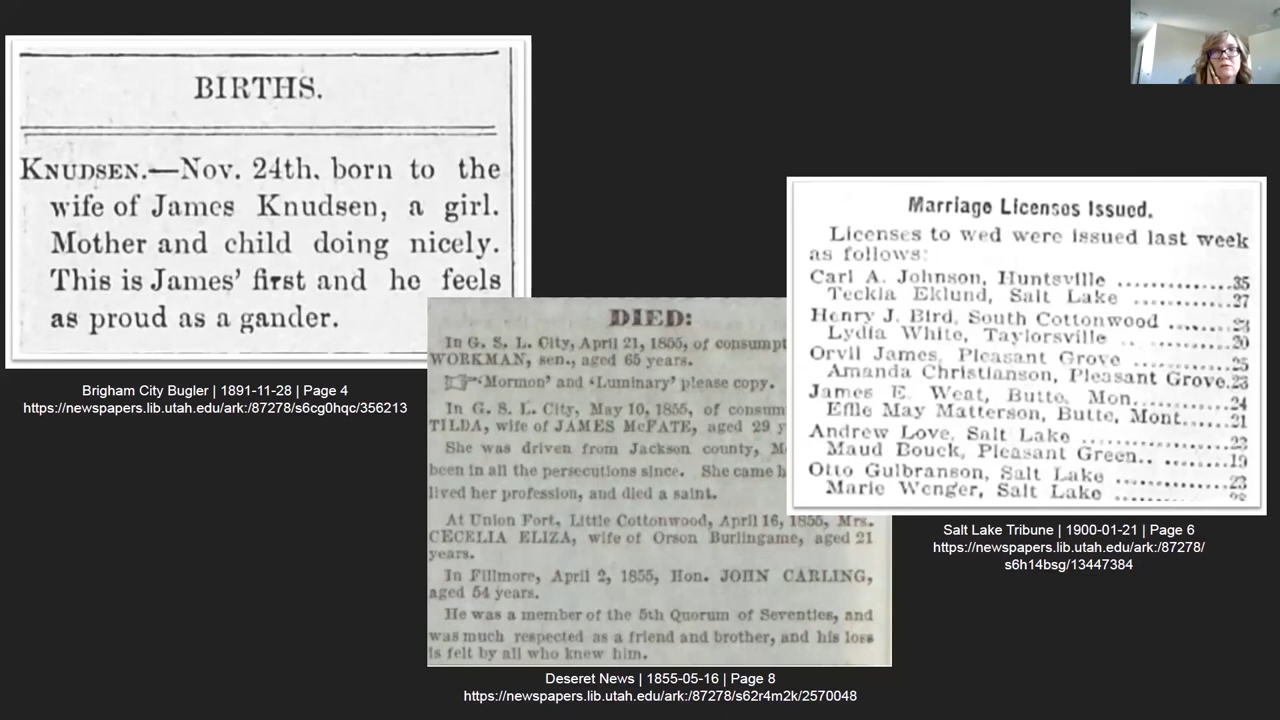 BIRTHS.
KNUDSEN.—Nov. 24th, born to the
wife of James Knudsen, a girl.
Mother and child doing nicely.
This is James' first and he feels
as proud as a gander.
Brigham City Bugler | 1891-11-28 | Page 4
https://newspapers.lib.utah.edu/ark:/87278/s6cg0hqc/356213
DIED:
In G. S. L. City, April 21, 1855, of consumpt
WORKMAN, sen., aged 65 years.
'Mormon' and 'Luminary' please copy.
In G. S. L. City, May 10, 1855, of consum
TILDA, wife of JAMES McFATE, aged 29 y
She was driven from Jackson county, M
been in all the persecutions since. She came h
lived her profession, and died a saint.
At Union Fort, Little Cottonwood, April 16, 1855, Mrs.
CECELIA ELIZA, wife of Orson Burlingame, aged 21
years.
In Fillmore, April 2, 1855, Hon. JOHN CARLING,
aged 54 years.
He was a member of the 5th Quorum of Seventies, and
was much respected as a friend and brother, and his loss
is felt by all who knew him.
Deseret News | 1855-05-16 | Page 8
https://newspapers.lib.utah.edu/ark:/87278/s62r4m2k/2570048
Marriage Licenses Issued.
Licenses to wed were issued last week
as follows:
Carl A. Johnson, Huntsville ..............35
Teckla Eklund, Salt Lake ..............27
Henry J. Bird, South Cottonwood ........
Lydia White, Taylorsville ..............20
Orvil James, Pleasant Grove ............25
Amanda Christianson, Pleasant Grove.23
James E. Weat, Butte, Mon..............24
Effie May Matterson, Butte, Mont......21
Andrew Love, Salt Lake ................23
Maud Bouck, Pleasant Green.. .........19
Otto Gulbranson, Salt Lake ............23
Marie Wenger, Salt Lake ..............
Salt Lake Tribune | 1900-01-21 | Page 6
https://newspapers.lib.utah.edu/ark:/87278/
s6h14bsg/13447384